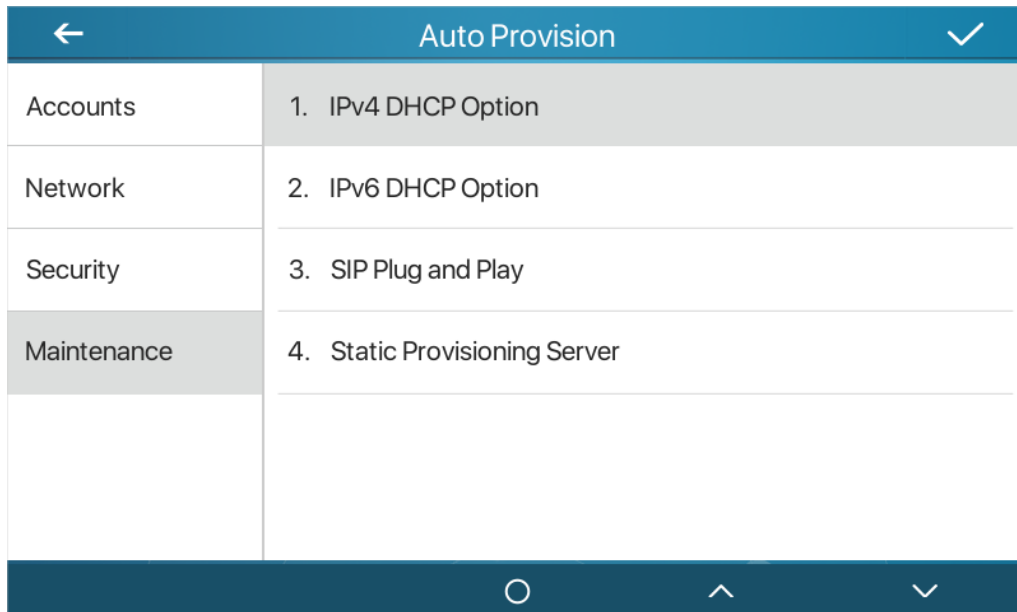 Auto Provision
Accounts
Network
Security
Maintenance
1. IPv4 DHCP Option
2. IPv6 DHCP Option
3. SIP Plug and Play
4. Static Provisioning Server